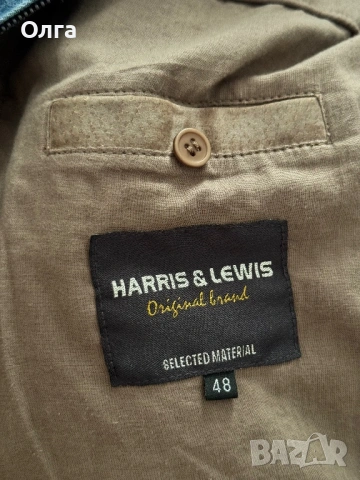 Олга
HARRIS & LEWIS
Original brand
SELECTED MATERIAL
48
BAZAR